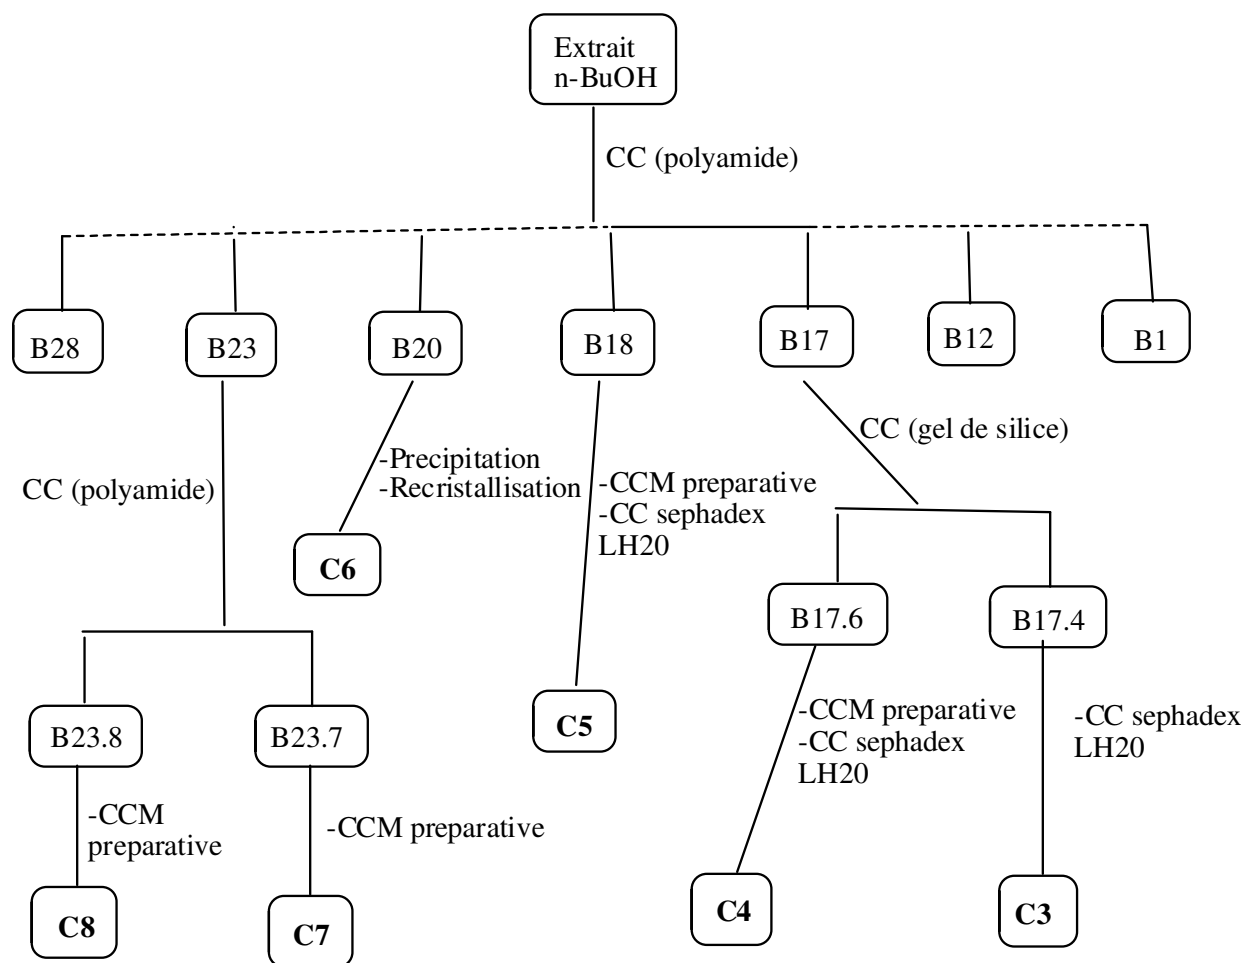 Extrait
n-BuOH
CC (polyamide)
B28
B23
B20
B18
B17
B12
B1
CC (gel de silice)
-Precipitation
-Recristallisation
CC (polyamide)
-CCM preparative
-CC sephadex
LH20
C6
B17.6
B17.4
C5
B23.8
B23.7
-CCM preparative
-CC sephadex
LH20
-CC sephadex
LH20
-CCM
preparative
-CCM preparative
C8
C7
C4
C3